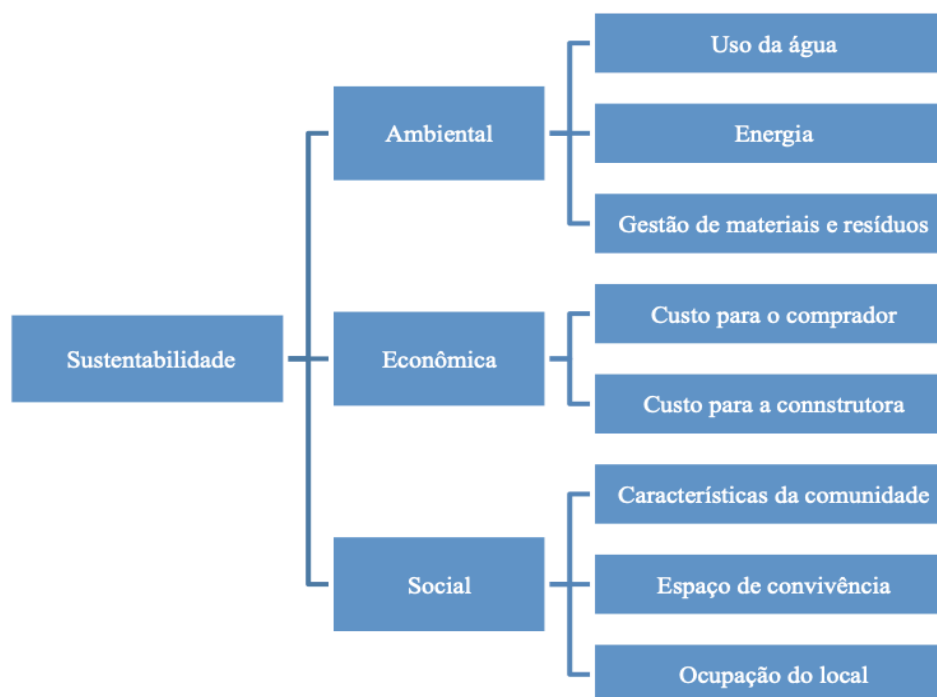 Sustentabilidade
Ambiental
Uso da água
Energia
Gestão de materiais e resíduos
Econômica
Custo para o comprador
Custo para a connstrutora
Social
Características da comunidade
Espaço de convivência
Ocupação do local